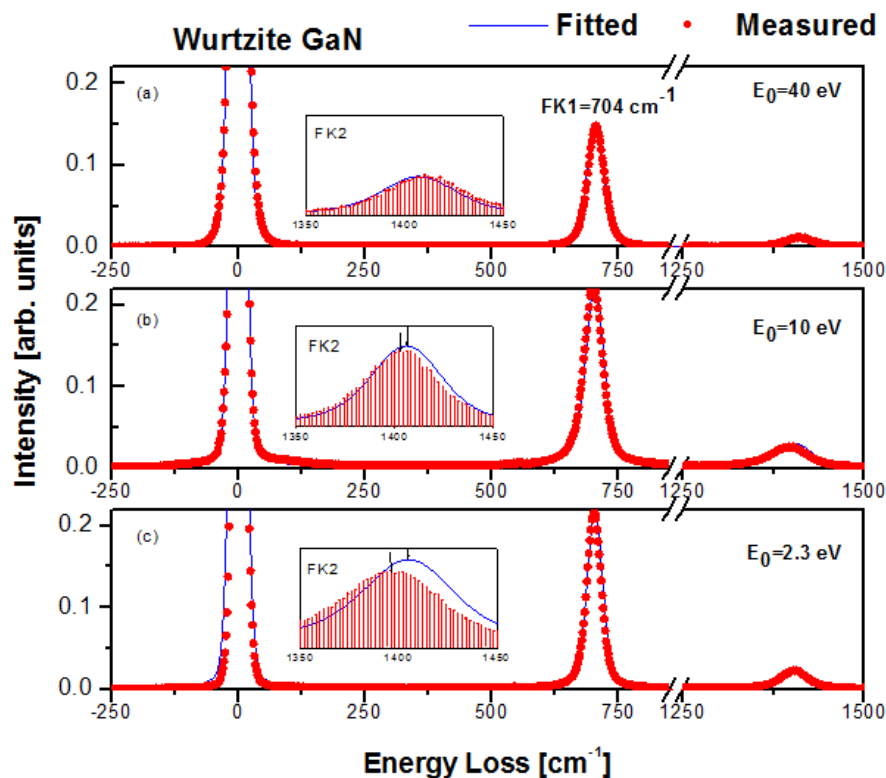 Wurtzite GaN
Fitted
Measured
Intensity [arb. units]
(a)
FK1=704 cm⁻¹
E₀=40 eV
0.2
0.1
0.0
FK2
1350 1400 1450
-250 0 250 500 750 1250 1500
(b)
E₀=10 eV
0.2
0.1
0.0
FK2
1350 1400 1450
-250 0 250 500 750 1250 1500
(c)
E₀=2.3 eV
0.2
0.1
0.0
FK2
1350 1400 1450
-250 0 250 500 750 1250 1500
Energy Loss [cm⁻¹]